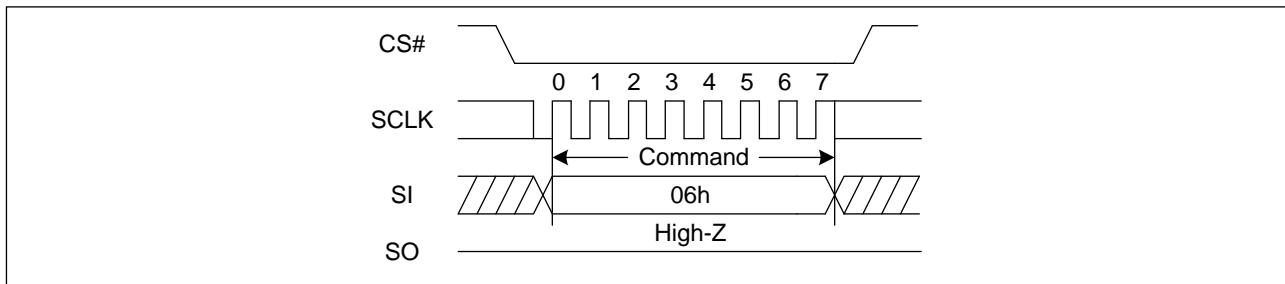 CS#
0 1 2 3 4 5 6 7
SCLK
Command
SI
06h
High-Z
SO